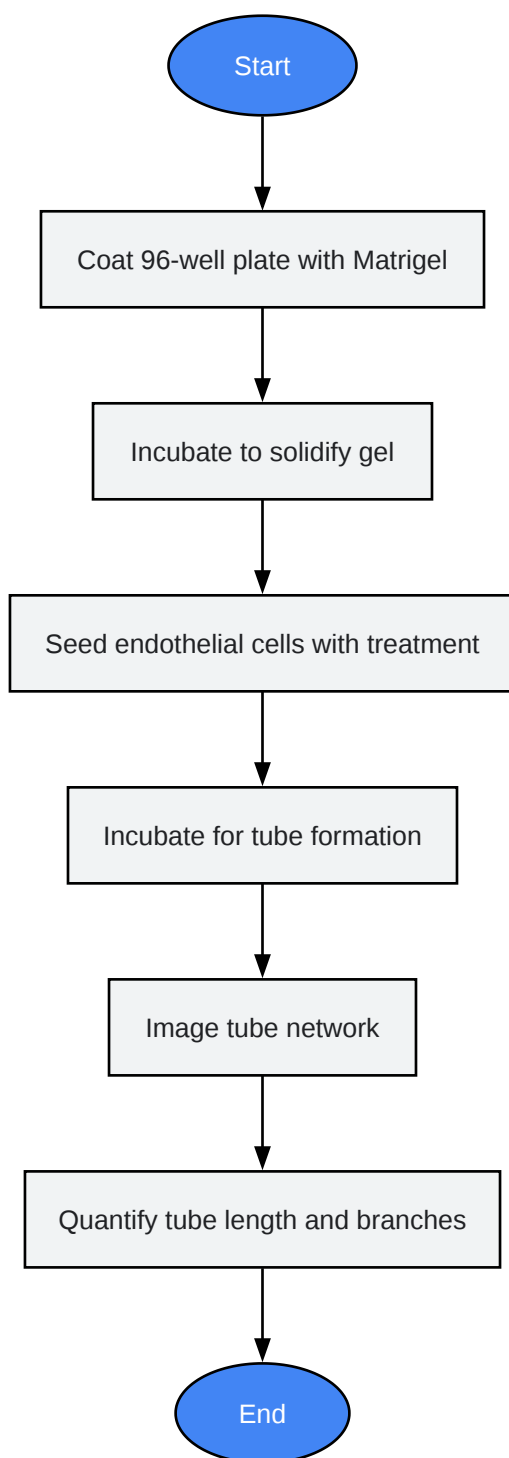 Start
Coat 96-well plate with Matrigel
Incubate to solidify gel
Seed endothelial cells with treatment
Incubate for tube formation
Image tube network
Quantify tube length and branches
End